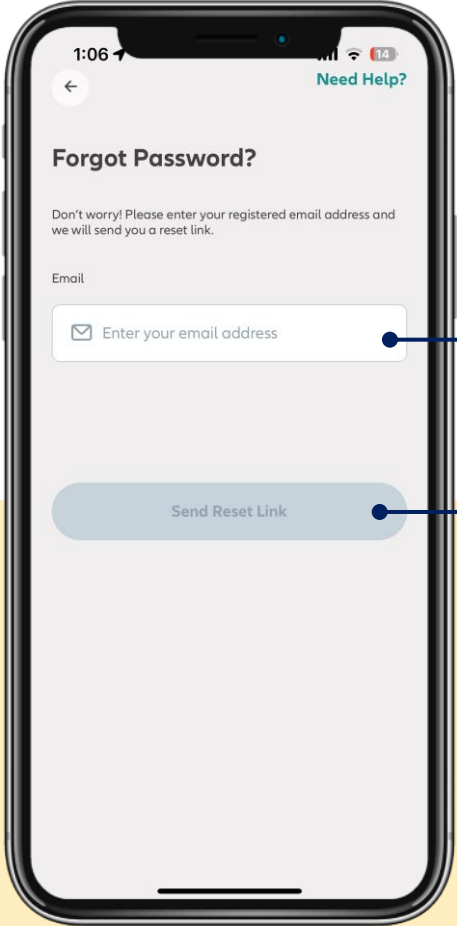 1:06
14
Need Help?
Forgot Password?
Don't worry! Please enter your registered email address and
we will send you a reset link.
Email
Enter your email address
Send Reset Link